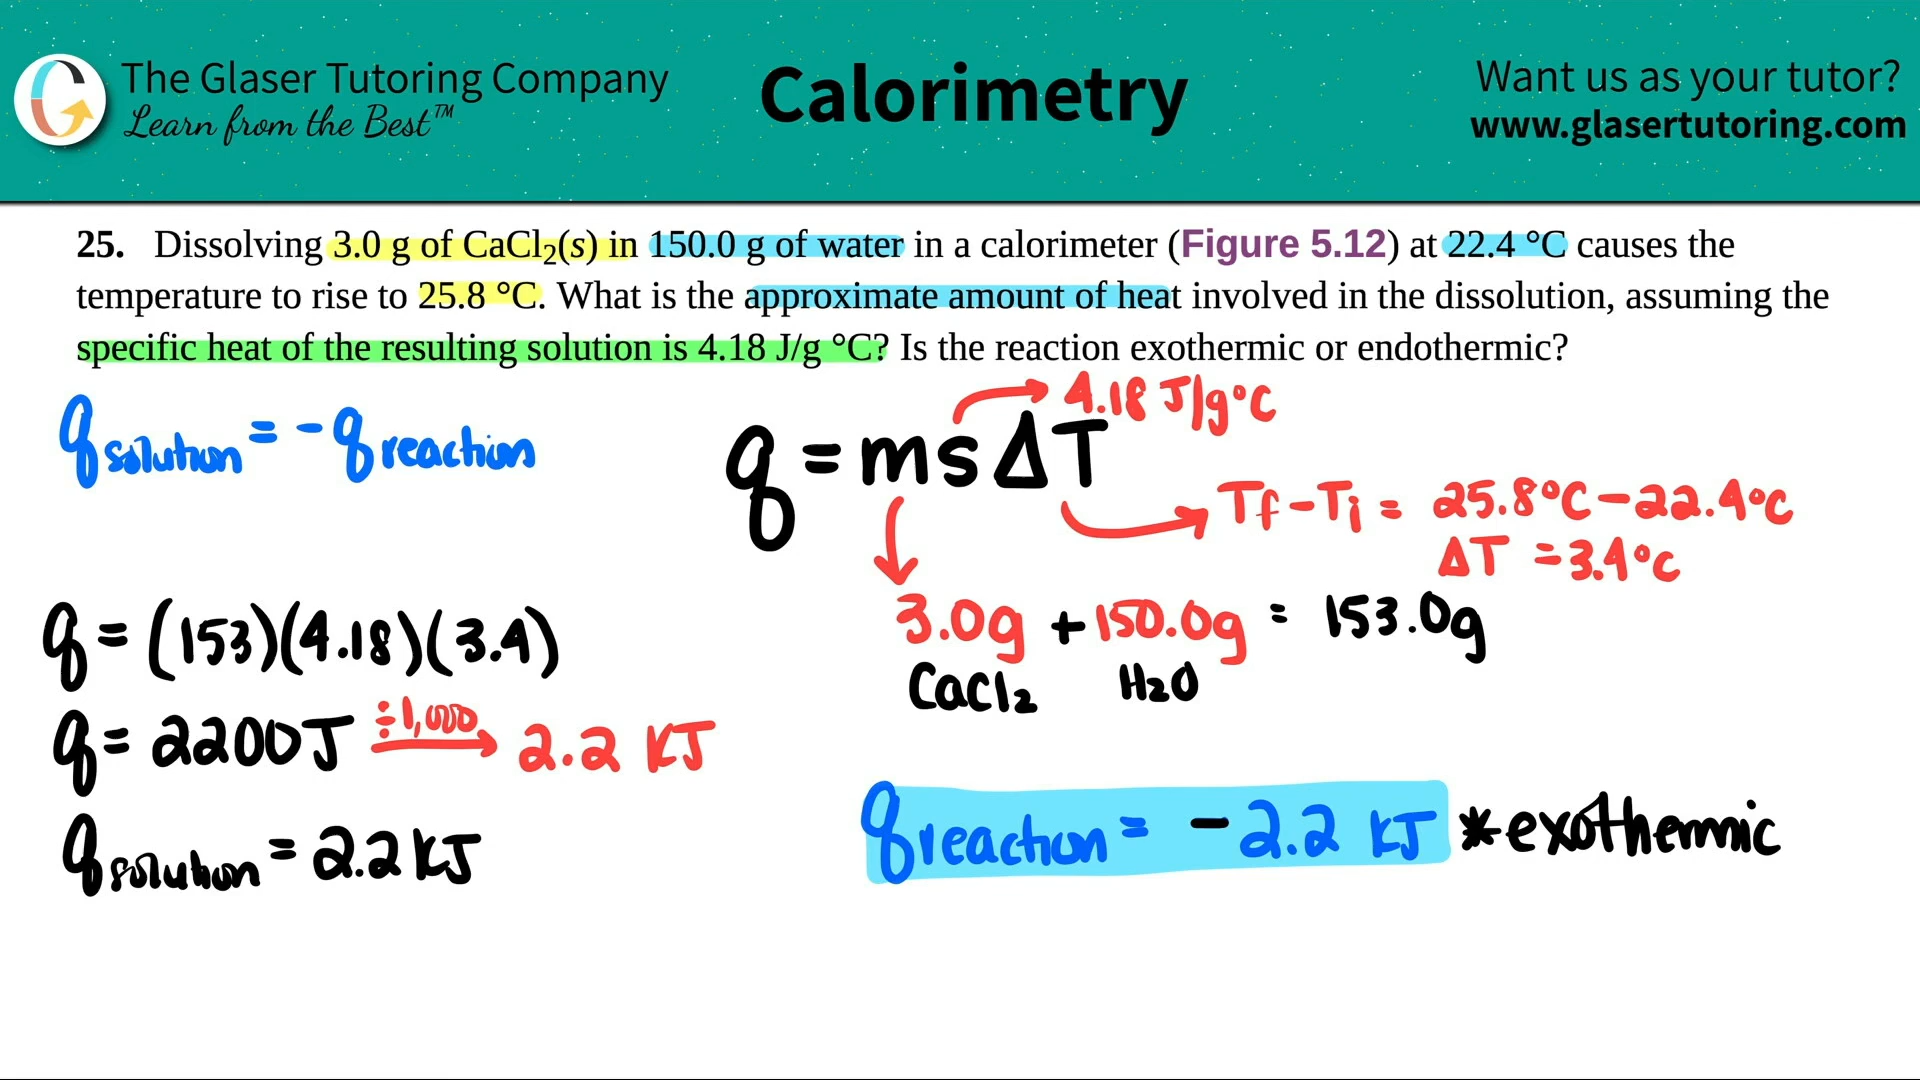 The Glaser Tutoring Company
Learn from the Best™
Calorimetry
Want us as your tutor?
www.glasertutoring.com
25. Dissolving 3.0 g of CaCl₂(s) in 150.0 g of water in a calorimeter (Figure 5.12) at 22.4 °C causes the
temperature to rise to 25.8 °C. What is the approximate amount of heat involved in the dissolution, assuming the
specific heat of the resulting solution is 4.18 J/g °C? Is the reaction exothermic or endothermic?
q solution = - q reaction
q = msΔT
4.18 J/g°C
Tf - Ti = 25.8°C - 22.4°C
ΔT = 3.4°C
3.0g + 150.0g = 153.0g
CaCl₂ H₂O
q = (153)(4.18)(3.4)
q = 2200J ÷1,000 2.2 KJ
q solution = 2.2 KJ
q reaction = - 2.2 KJ *exothermic